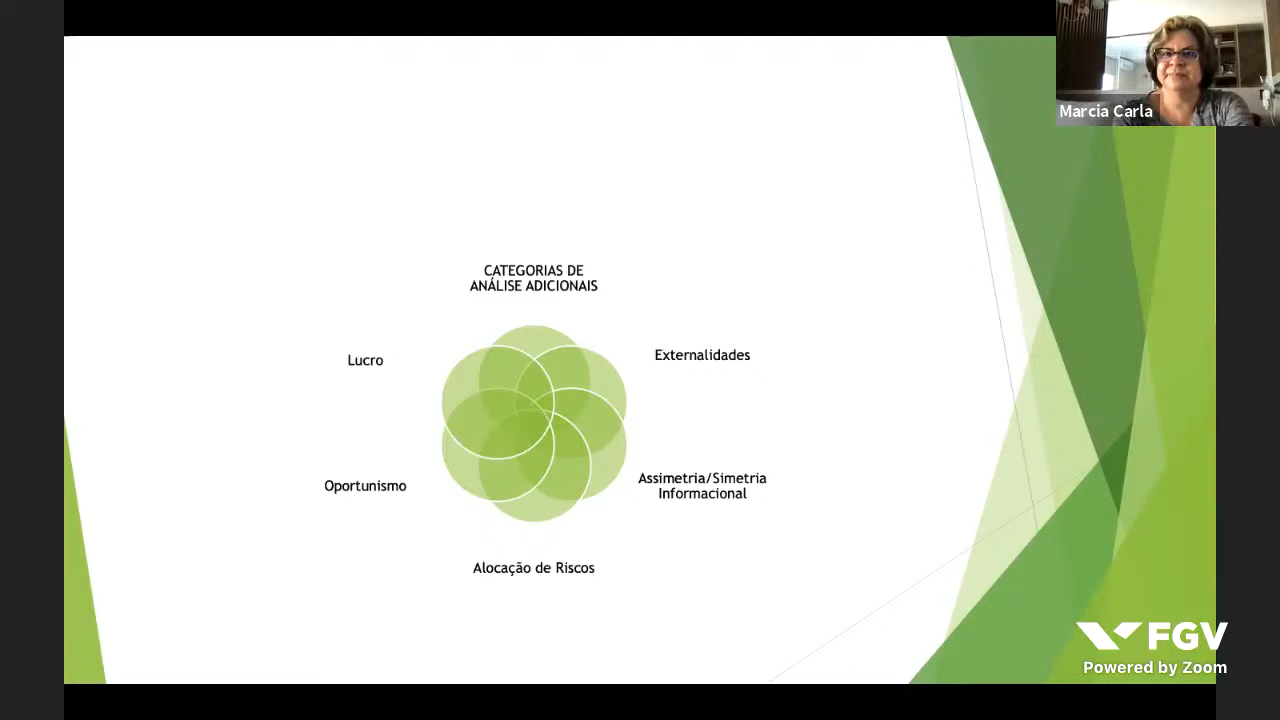 Marcia Carla
CATEGORIAS DE
ANÁLISE ADICIONAIS
Lucro
Externalidades
Oportunismo
Assimetria/Simetria
Informacional
Alocação de Riscos
FGV
Powered by Zoom